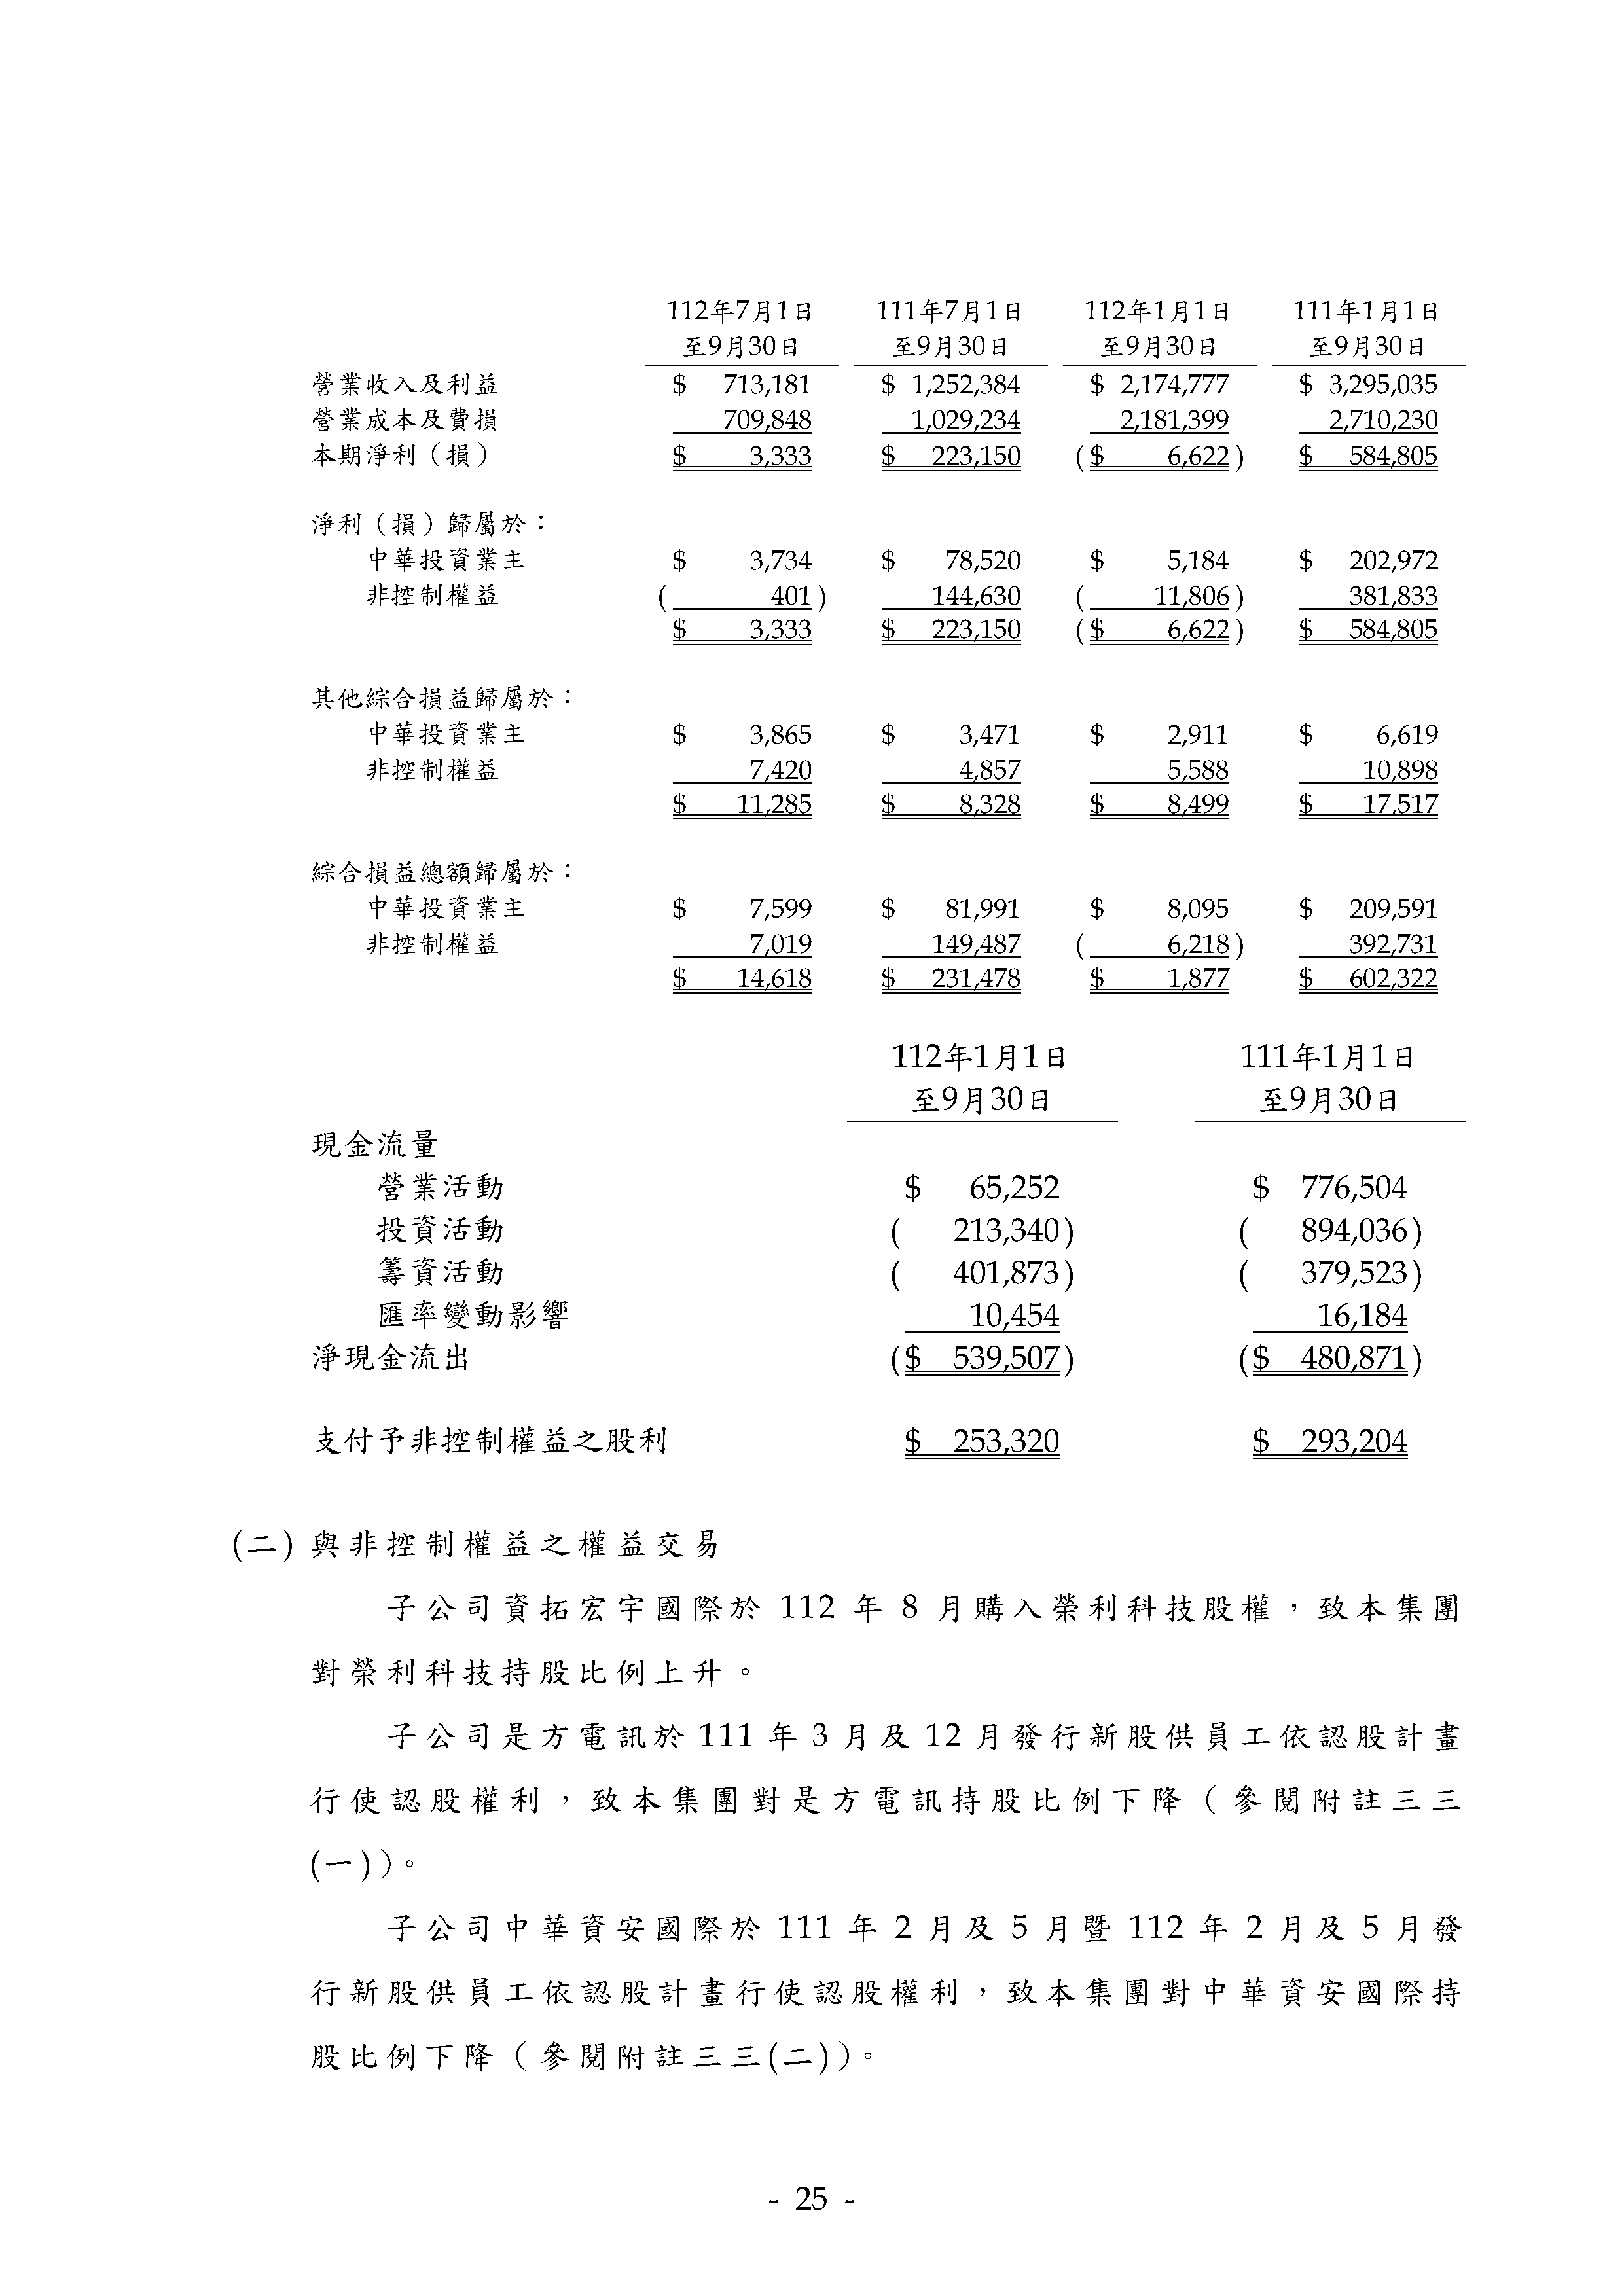 112年7月1日 111年7月1日 112年1月1日 111年1月1日
至9月30日 至9月30日 至9月30日 至9月30日
營業收入及利益 $ 713,181 $ 1,252,384 $ 2,174,777 $ 3,295,035
營業成本及費損 709,848 1,029,234 2,181,399 2,710,230
本期淨利（損） $ 3,333 $ 223,150 ($ 6,622) $ 584,805
淨利（損）歸屬於：
中華投資業主 $ 3,734 $ 78,520 $ 5,184 $ 202,972
非控制權益 ( 401) 144,630 ( 11,806) 381,833
$ 3,333 $ 223,150 ($ 6,622) $ 584,805
其他綜合損益歸屬於：
中華投資業主 $ 3,865 $ 3,471 $ 2,911 $ 6,619
非控制權益 7,420 4,857 5,588 10,898
$ 11,285 $ 8,328 $ 8,499 $ 17,517
綜合損益總額歸屬於：
中華投資業主 $ 7,599 $ 81,991 $ 8,095 $ 209,591
非控制權益 7,019 149,487 ( 6,218) 392,731
$ 14,618 $ 231,478 $ 1,877 $ 602,322
112年1月1日 111年1月1日
至9月30日 至9月30日
現金流量
營業活動 $ 65,252 $ 776,504
投資活動 ( 213,340) ( 894,036)
籌資活動 ( 401,873) ( 379,523)
匯率變動影響 10,454 16,184
淨現金流出 ($ 539,507) ($ 480,871)
支付予非控制權益之股利 $ 253,320 $ 293,204
(二) 與非控制權益之權益交易
子公司資拓宏宇國際於 112 年 8 月購入榮利科技股權，致本集團
對榮利科技持股比例上升。
子公司是方電訊於 111 年 3 月及 12 月發行新股供員工依認股計畫
行使認股權利，致本集團對是方電訊持股比例下降（參閱附註三三
(一)）。
子公司中華資安國際於 111 年 2 月及 5 月暨 112 年 2 月及 5 月發
行新股供員工依認股計畫行使認股權利，致本集團對中華資安國際持
股比例下降（參閱附註三三(二)）。
- 25 -